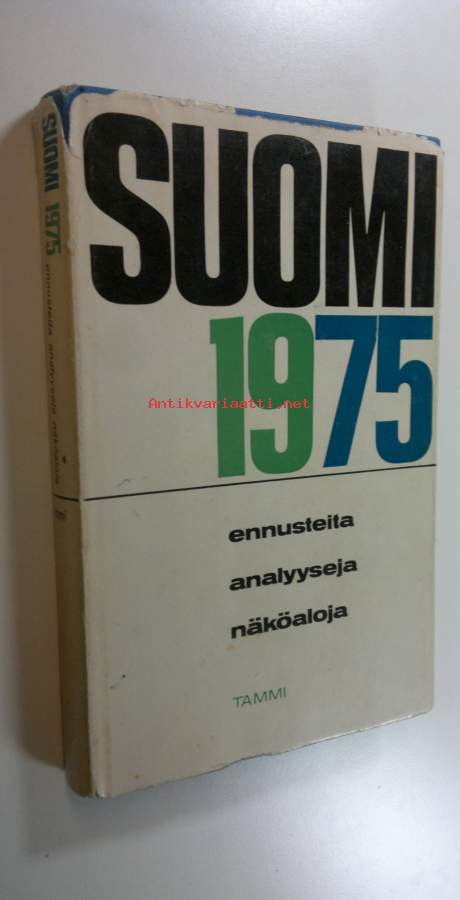 SUOMI
1975
ennusteita
analyyseja
näköaloja
TAMMI
SUOMI 1975
ennusteita analyyseja näköaloja
Antikvariaatti.net